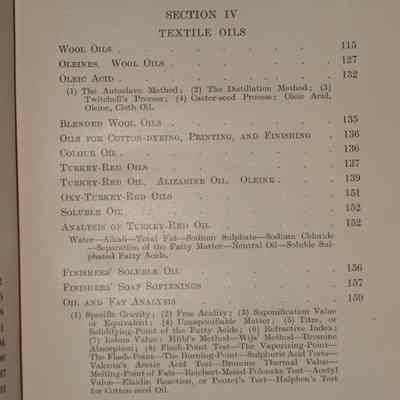 SECTION IV
TEXTILE OILS
WOOL OILS . . . . . . . 115
OLEINES, WOOL OILS . . . . . . 127
OLEIC ACID . . . . . . . 132
(1) The Autoclave Method; (2) The Distillation Method; (3)
Twitchell's Process; (4) Castor-seed Process; Oleic Acid,
Oleine, Cloth Oil.
BLENDED WOOL OILS . . . . . . 135
OILS FOR COTTON-DYEING, PRINTING, AND FINISHING . 136
COLOUR OIL . . . . . . . 136
TURKEY-RED OILS . . . . . . 137
TURKEY-RED OIL, ALIZARINE OIL, OLEINE . . . 139
OXY-TURKEY-RED OILS . . . . . . 151
SOLUBLE OIL . . . . . . . 152
ANALYSIS OF TURKEY-RED OIL . . . . . 152
Water—Alkali—Total Fat—Sodium Sulphate—Sodium Chloride
—Separation of the Fatty Matter—Neutral Oil—Soluble Sul-
phated Fatty Acids.
FINISHERS' SOLUBLE OIL . . . . . 156
FINISHERS' SOAP SOFTENINGS . . . . . 157
OIL AND FAT ANALYSIS . . . . . . 159
(1) Specific Gravity; (2) Free Acidity; (3) Saponification Value
or Equivalent; (4) Unsaponifiable Matter; (5) Titre, or
Solidifying-Point of the Fatty Acids; (6) Refractive Index;
(7) Iodine Value: Hübl's Method—Wijs' Method—Bromine
Absorption; (8) Flash-Point Test—The Vaporising-Point—
The Flash-Point—The Burning-Point—Sulphuric Acid Tests—
Valenta's Acetic Acid Test—Bromine Thermal Value—
Melting-Point of Fats—Reichert-Meissl-Polenske Test—Acetyl
Value—Elaidin Reaction, or Poutet's Test—Halphen's Test
for Cotton-seed Oil.